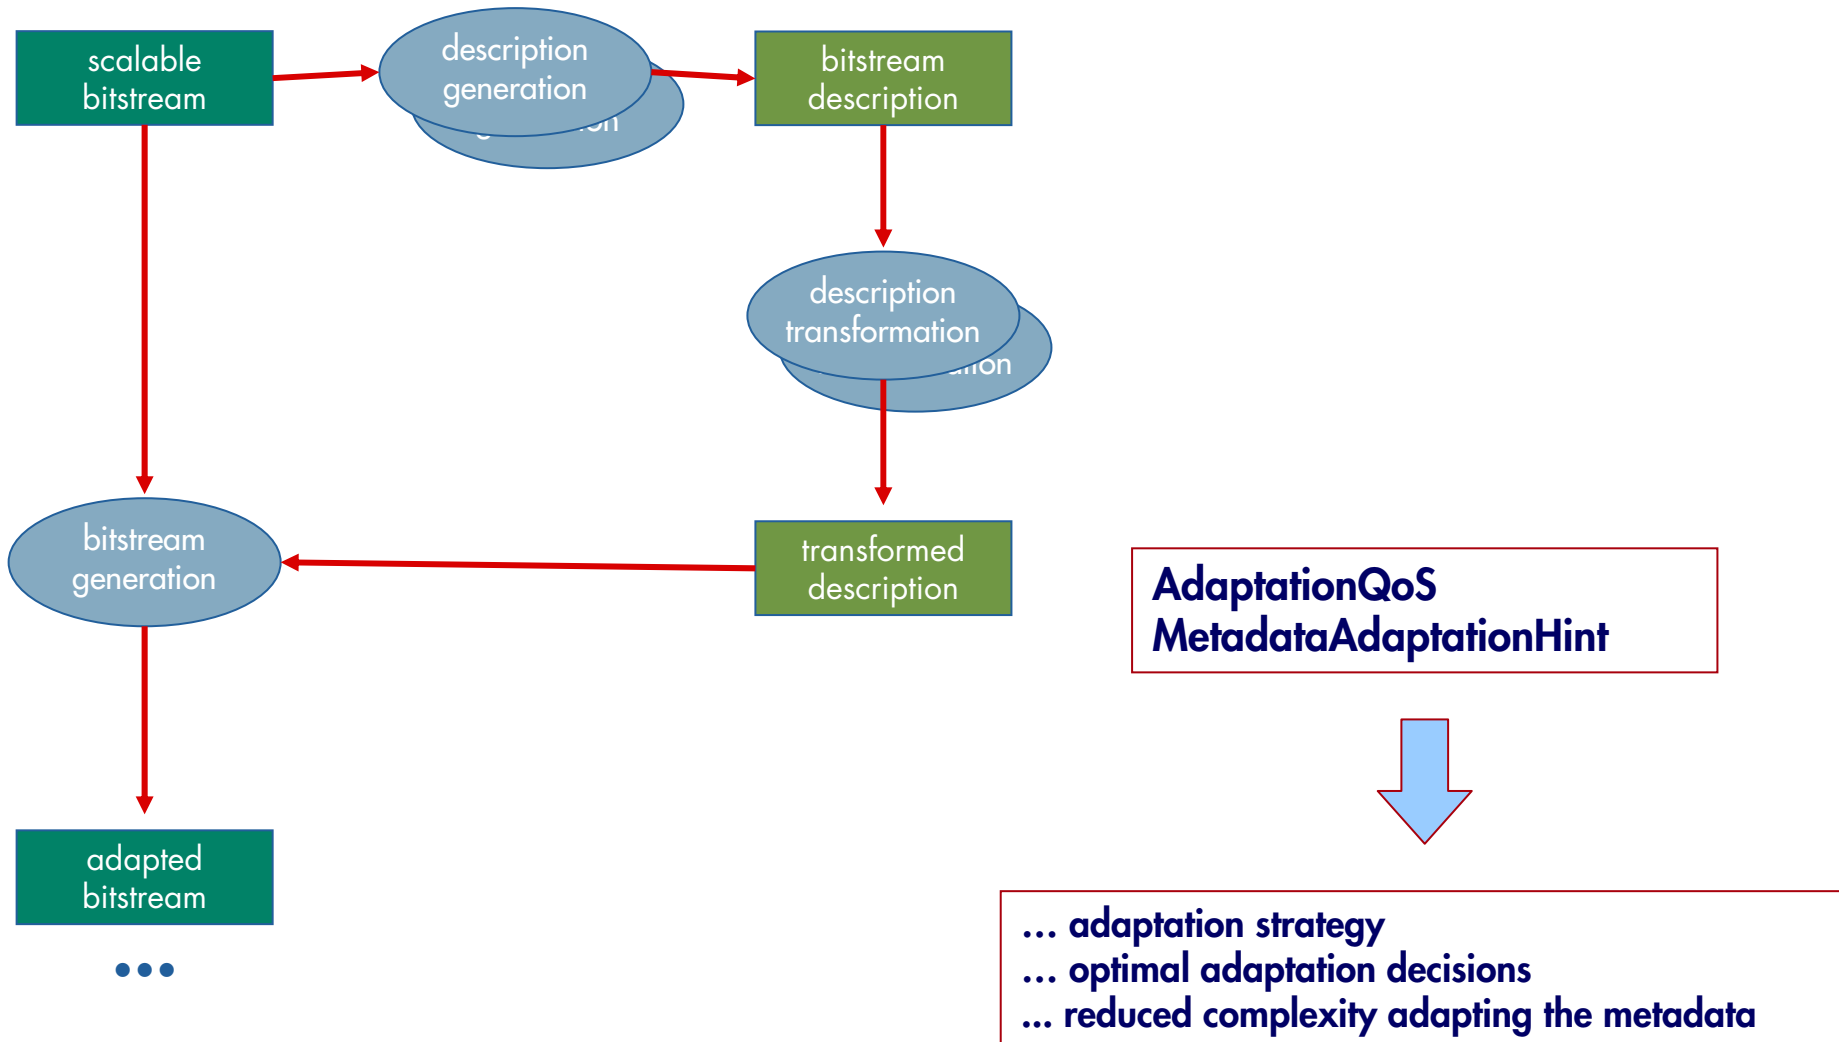 scalable
bitstream
description
generation
bitstream
description
description
transformation
bitstream
generation
transformed
description
AdaptationQoS
MetadataAdaptationHint
adapted
bitstream
•••
... adaptation strategy
... optimal adaptation decisions
... reduced complexity adapting the metadata